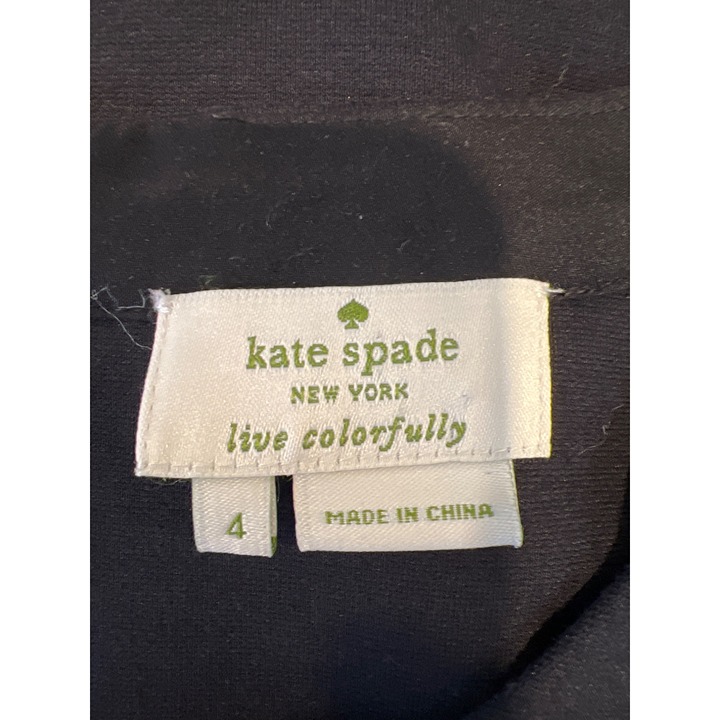 kate spade
NEW YORK
live colorfully
4
MADE IN CHINA